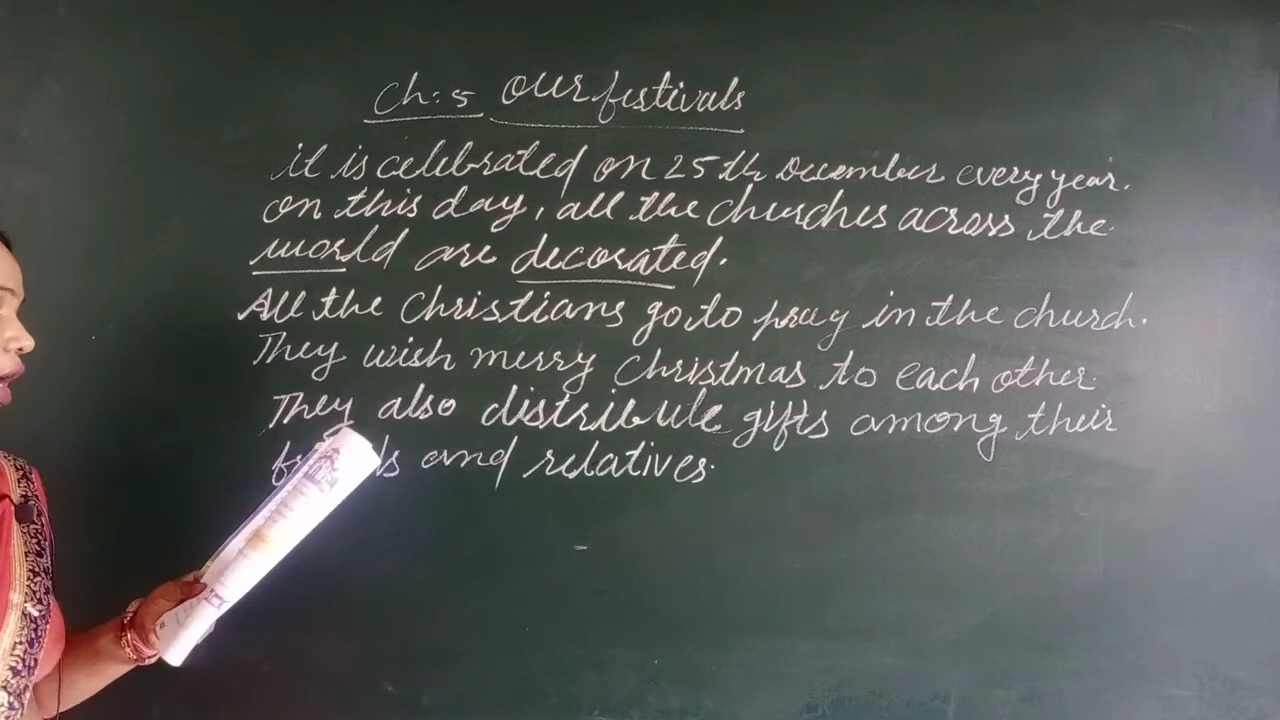 Ch:5 Our festivals
it is celebrated on 25th December every year.
on this day, all the churches across the
world are decorated.
All the Christians go to pray in the church.
They wish merry Christmas to each other.
They also distribute gifts among their
and relatives.